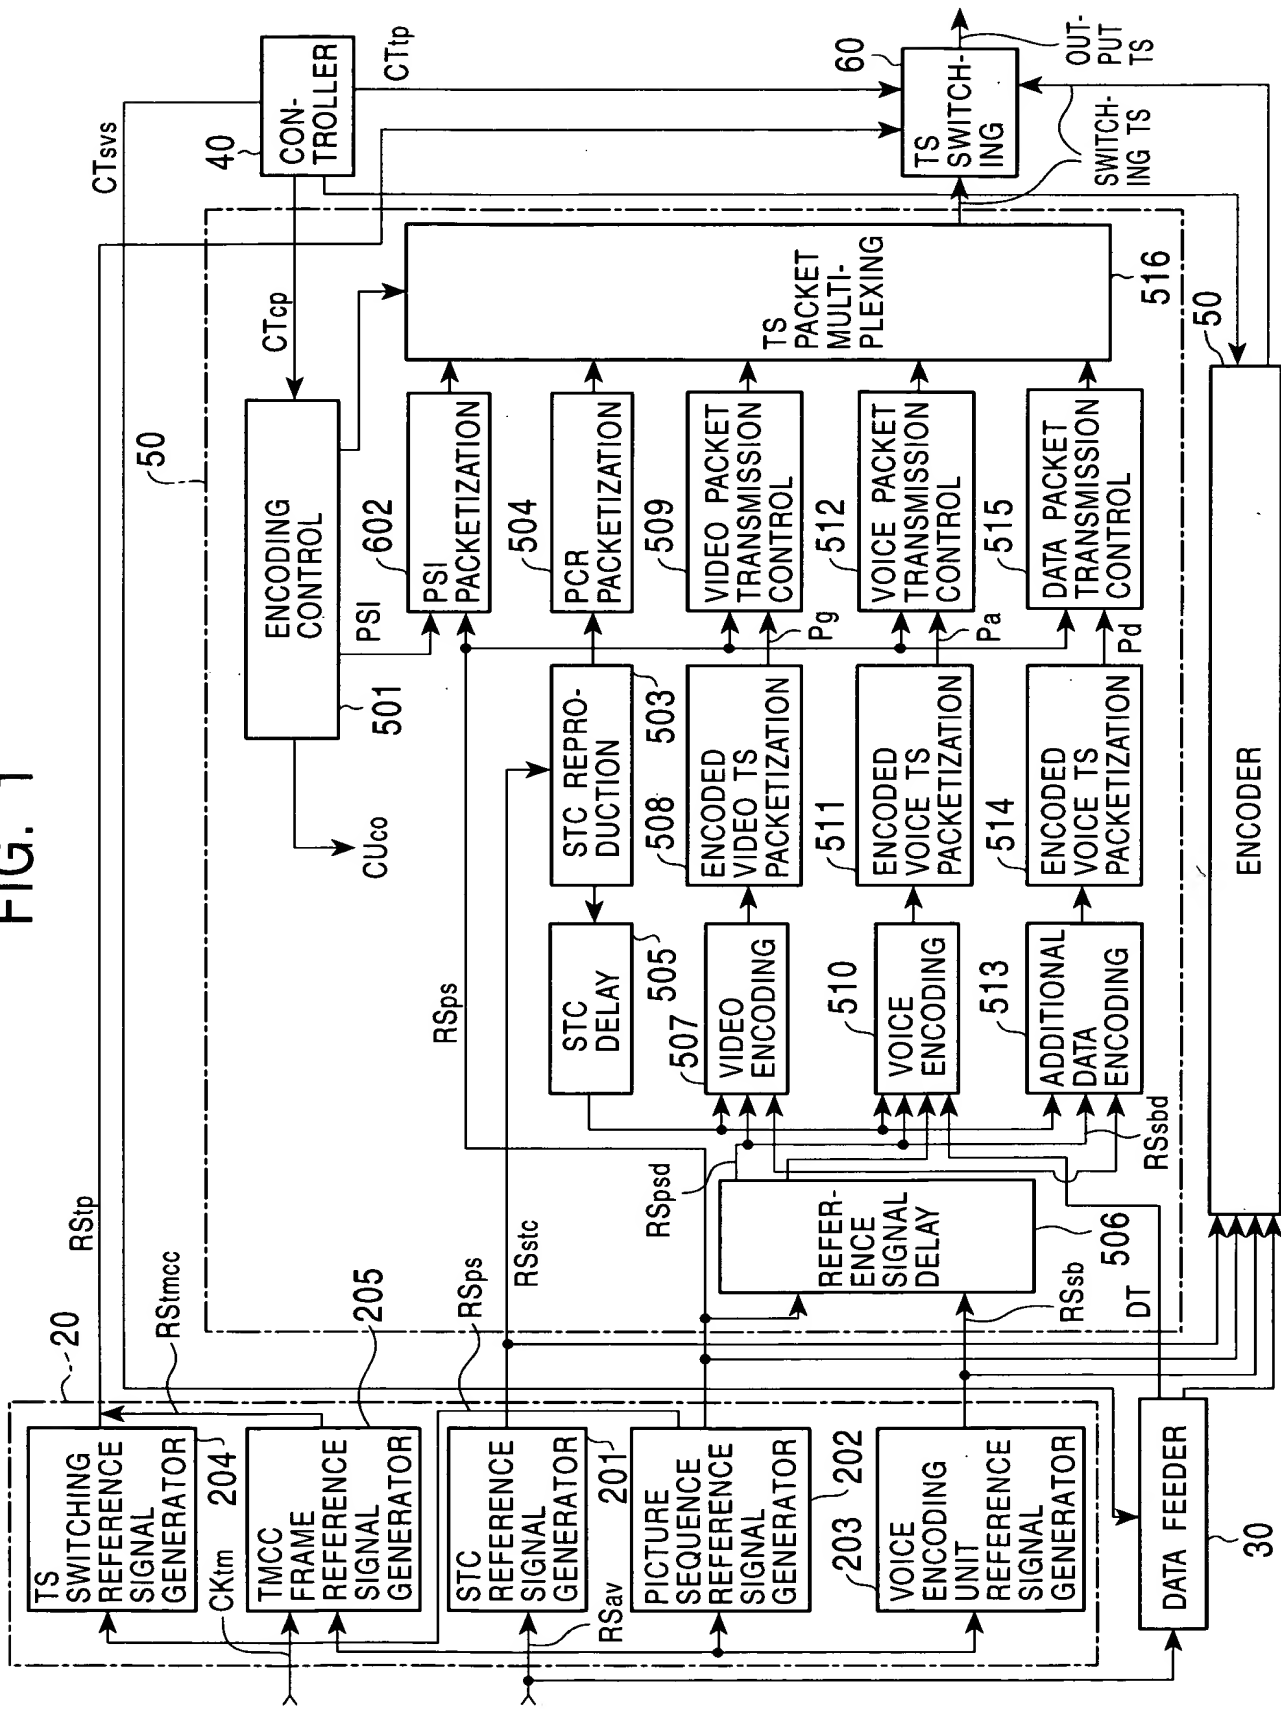 FIG. 1
20
TS
SWITCHING
REFERENCE
SIGNAL
GENERATOR
204
CKtm
TMCC
FRAME
REFERENCE
SIGNAL
GENERATOR
205
RStmcc
RStp
STC
REFERENCE
SIGNAL
GENERATOR
201
RSav
RSps
RSstc
PICTURE
SEQUENCE
REFERENCE
SIGNAL
GENERATOR
202
203
VOICE
ENCODING
UNIT
REFERENCE
SIGNAL
GENERATOR
DATA FEEDER
30
DT
RSsb
REFER-
ENCE
SIGNAL
DELAY
506
RSpsd
RSsbd
RSps
STC
DELAY
505
507
VIDEO
ENCODING
510
VOICE
ENCODING
513
ADDITIONAL
DATA
ENCODING
CUco
STC REPRO-
DUCTION
503
508
ENCODED
VIDEO TS
PACKETIZATION
511
ENCODED
VOICE TS
PACKETIZATION
514
ENCODED
VOICE TS
PACKETIZATION
Pg
Pa
Pd
50
ENCODING
CONTROL
501
PSI
602
PSI
PACKETIZATION
504
PCR
PACKETIZATION
509
VIDEO PACKET
TRANSMISSION
CONTROL
512
VOICE PACKET
TRANSMISSION
CONTROL
515
DATA PACKET
TRANSMISSION
CONTROL
CTcp
TS
PACKET
MULTI-
PLEXING
516
50
ENCODER
CTsvs
40
CON-
TROLLER
CTtp
60
TS
SWITCH-
ING
SWITCH-
ING TS
OUT-
PUT
TS